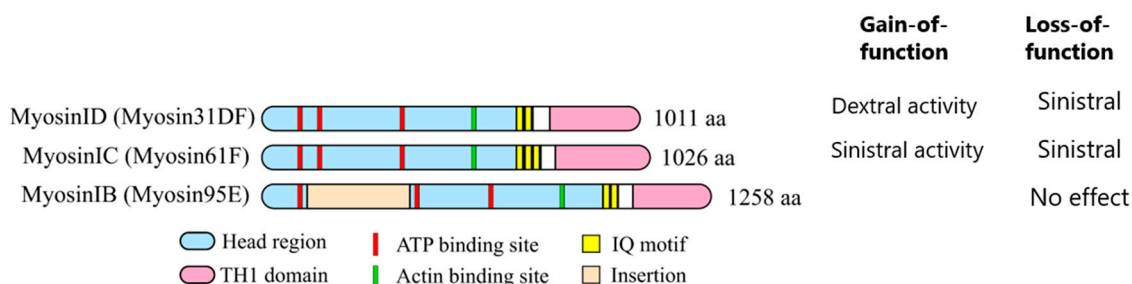 Gain-of-
function
Loss-of-
function
MyosinID (Myosin31DF) 1011 aa Dextral activity Sinistral
MyosinIC (Myosin61F) 1026 aa Sinistral activity Sinistral
MyosinIB (Myosin95E) 1258 aa No effect
Head region ATP binding site IQ motif
TH1 domain Actin binding site Insertion